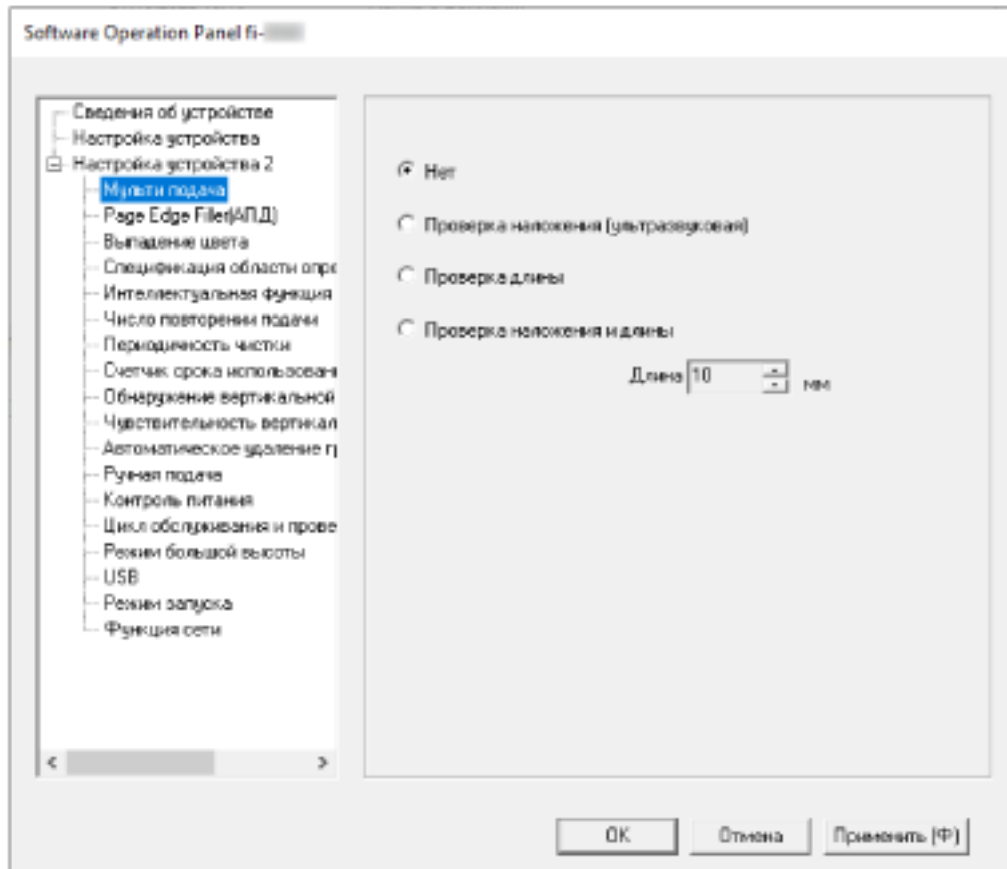 Software Operation Panel fi-
Сведения об устройстве
Настройка устройства
Настройка устройства 2
Мульти подача
Page Edge Filler(АПД)
Выпадение цвета
Спецификация области опре
Интеллектуальная функция
Число повторении подачи
Периодичность чистки
Счетчик срока использовани
Обнаружение вертикальной
Чувствительность вертикал
Автоматическое удаление гр
Ручная подача
Контроль питания
Цикл обслуживания и прове
Режим большой высоты
USB
Режим запуска
Функция сети
Нет
Проверка наложения (ультразвуковая)
Проверка длины
Проверка наложения и длины
Длина 10 мм
OK Отмена Применить (Ф)